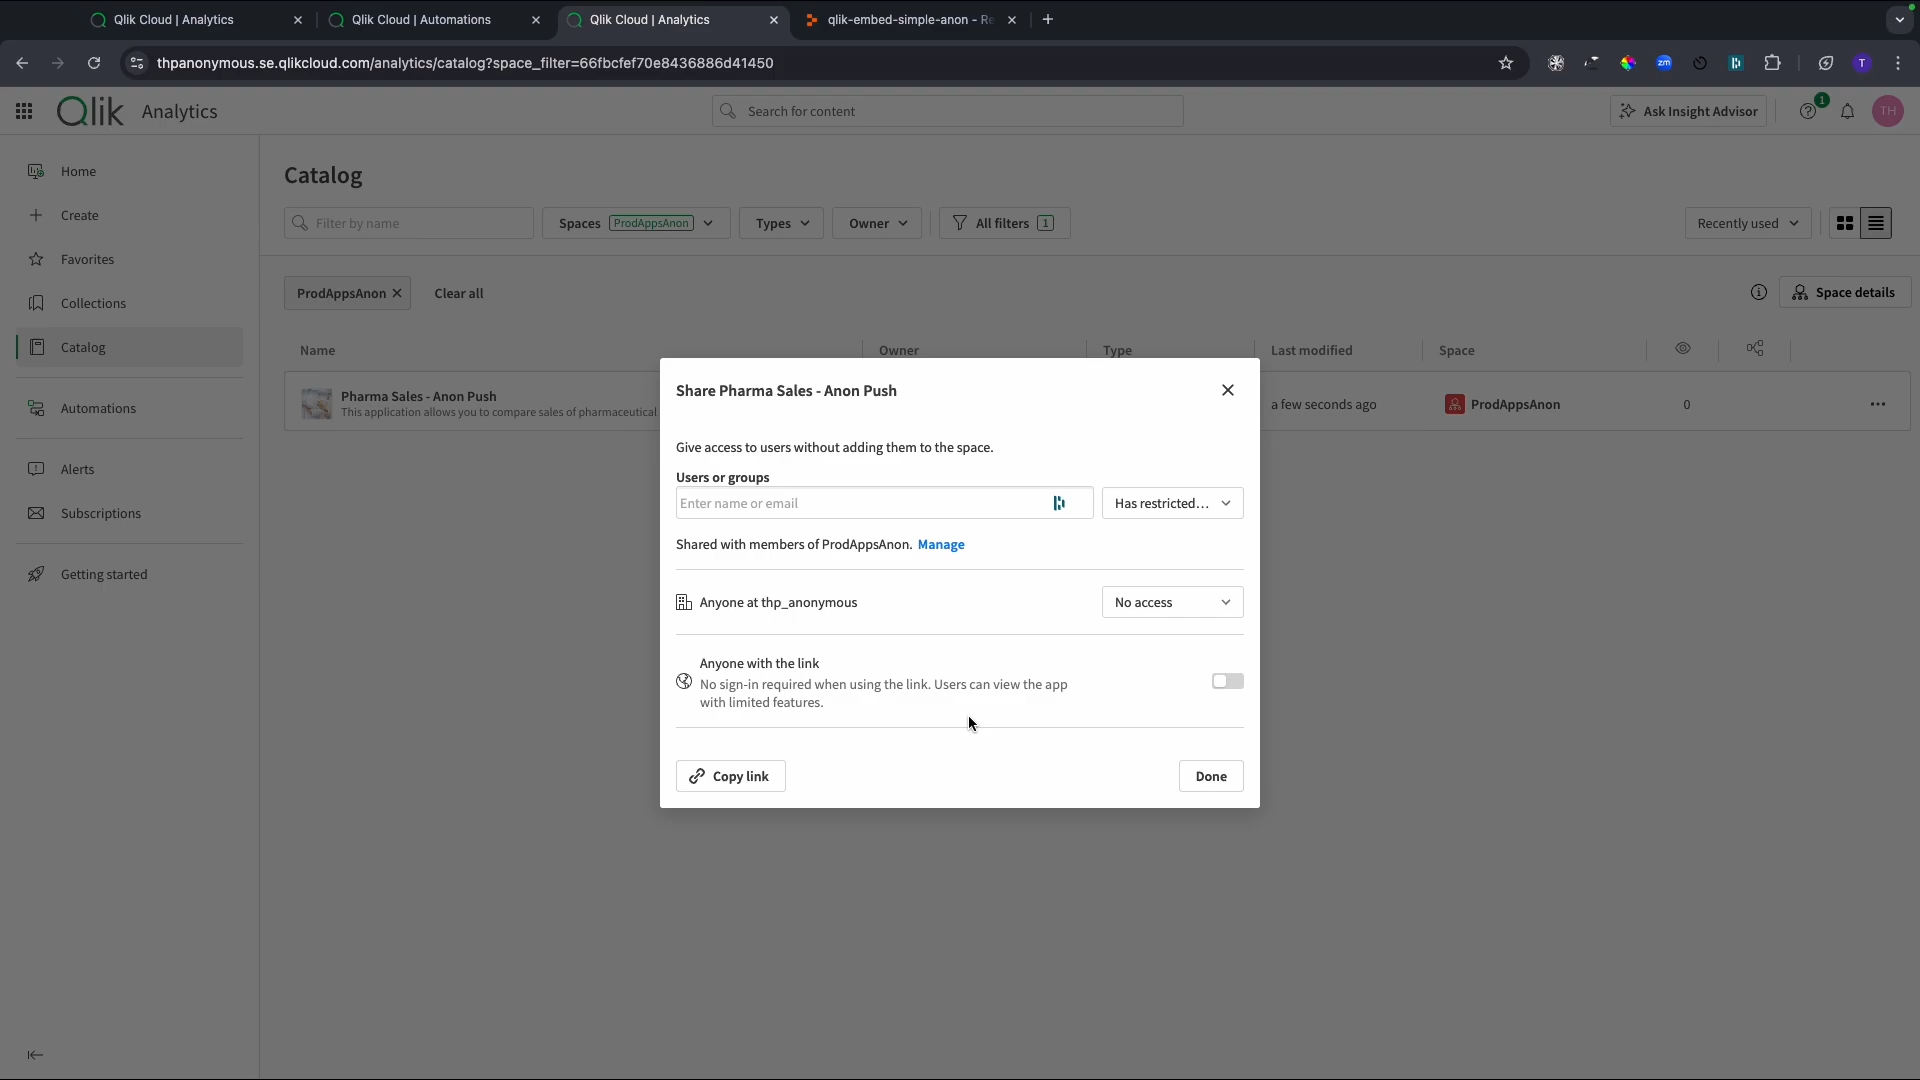 Qlik Cloud | Analytics
Qlik Cloud | Automations
Qlik Cloud | Analytics
qlik-embed-simple-anon - Re
thpanonymous.se.qlikcloud.com/analytics/catalog?space_filter=66fbcfef70e8436886d41450
zm
T
Qlik Analytics
Search for content
Ask Insight Advisor
1
TH
Home
Create
Favorites
Collections
Catalog
Automations
Alerts
Subscriptions
Getting started
Catalog
Filter by name
Spaces ProdAppsAnon
Types
Owner
All filters 1
Recently used
ProdAppsAnon
Clear all
Space details
Name Owner Type Last modified Space
Pharma Sales - Anon Push
This application allows you to compare sales of pharmaceutical
a few seconds ago
ProdAppsAnon
0
Share Pharma Sales - Anon Push
Give access to users without adding them to the space.
Users or groups
Enter name or email
Has restricted...
Shared with members of ProdAppsAnon. Manage
Anyone at thp_anonymous
No access
Anyone with the link
No sign-in required when using the link. Users can view the app
with limited features.
Copy link
Done